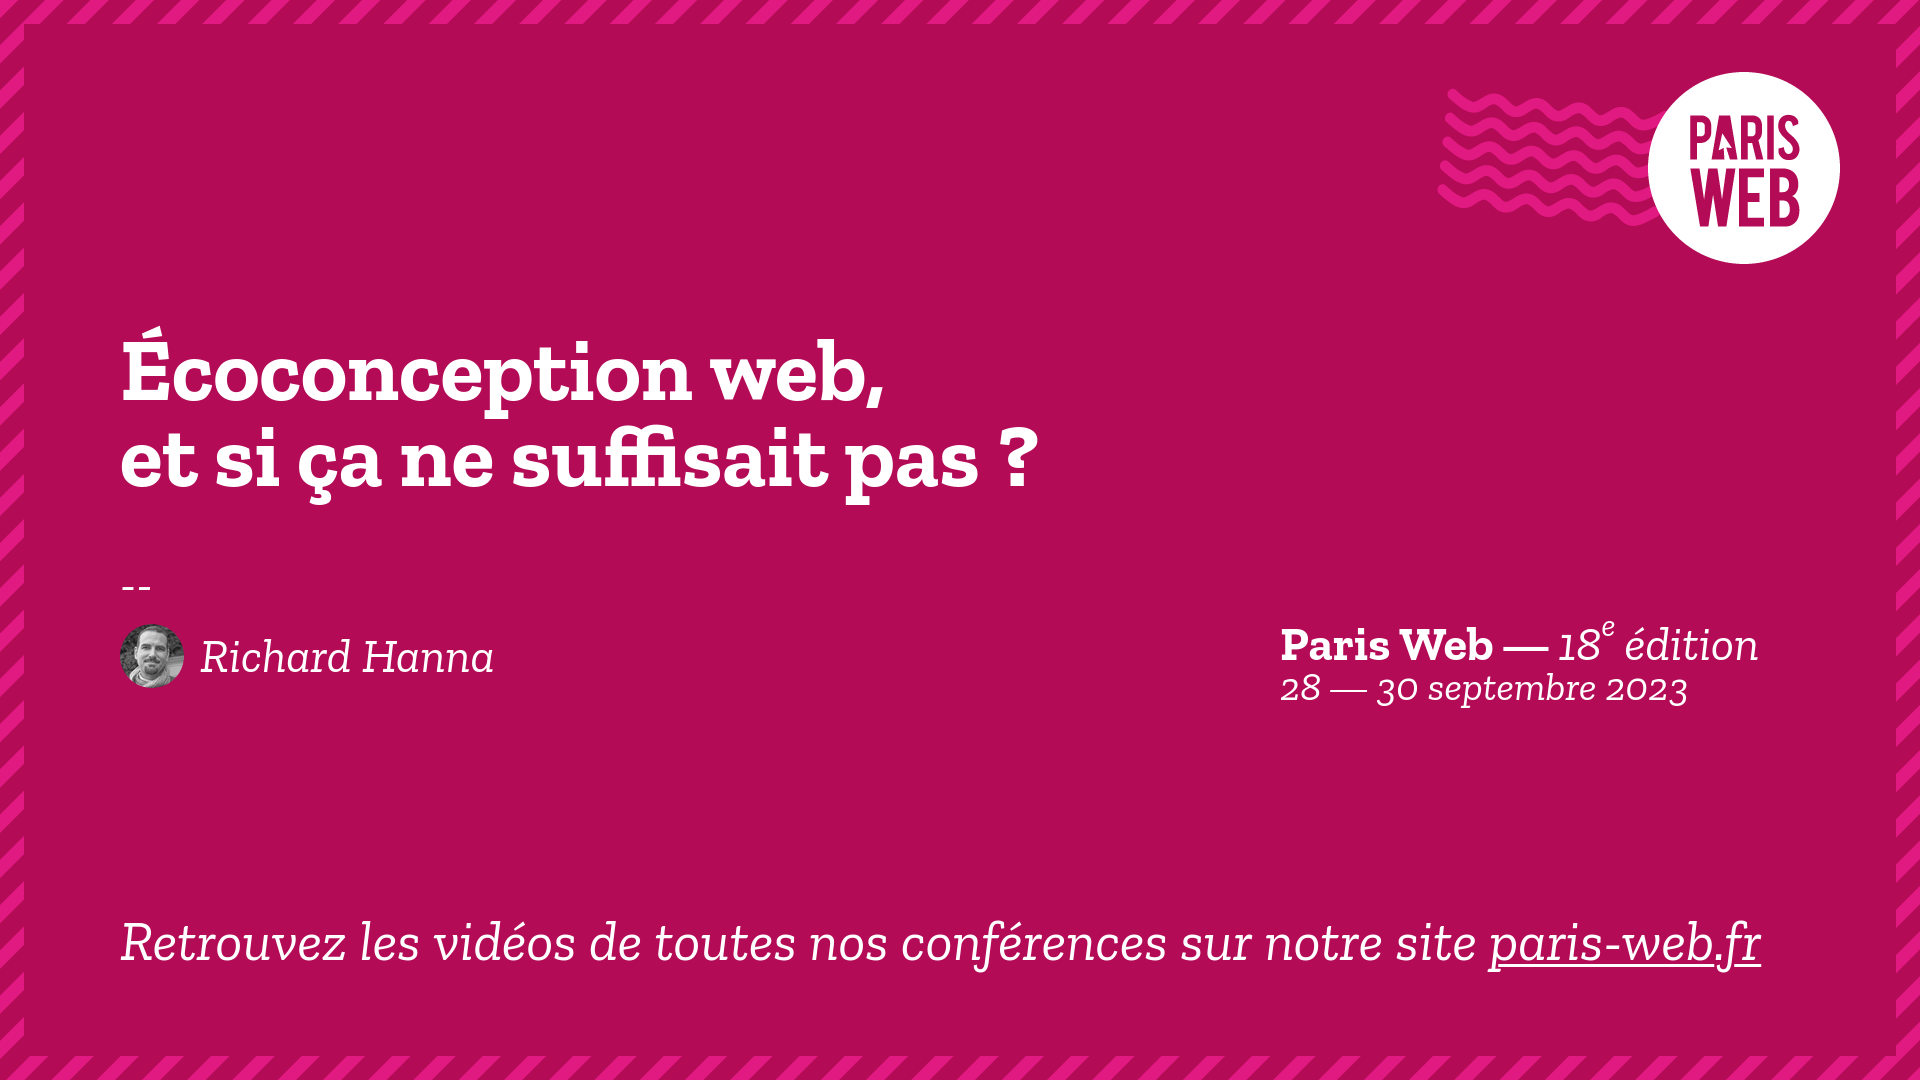 PARIS
WEB
Écoconception web,
et si ça ne suffisait pas ?
--
Richard Hanna
Paris Web — 18e édition
28 — 30 septembre 2023
Retrouvez les vidéos de toutes nos conférences sur notre site paris-web.fr